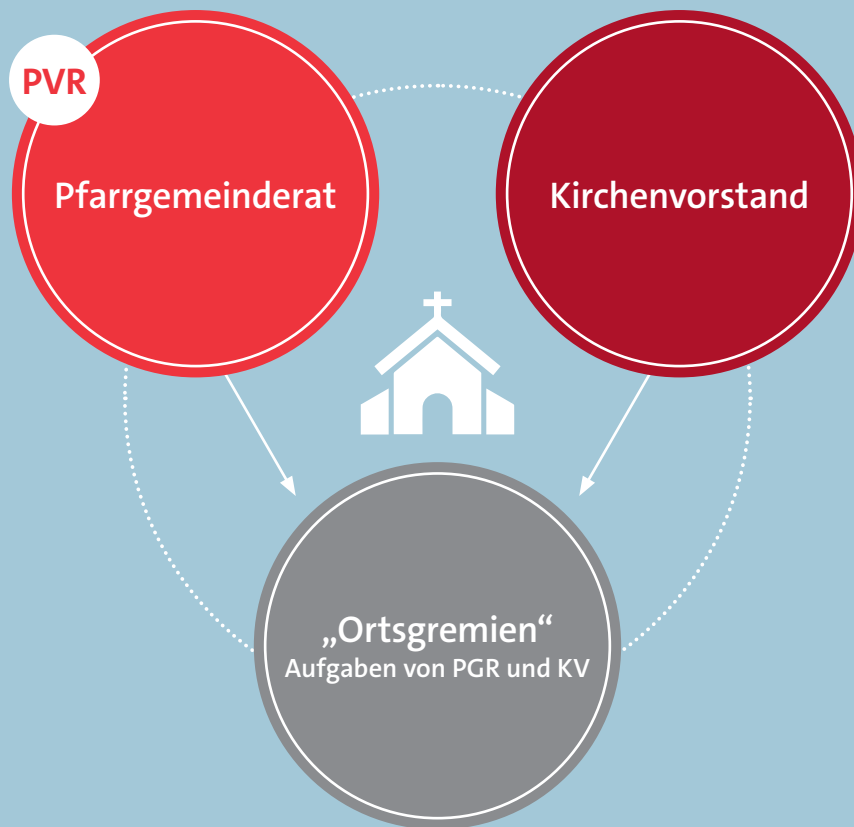 PVR
Pfarrgemeinderat
Kirchenvorstand
„Ortsgremien“
Aufgaben von PGR und KV